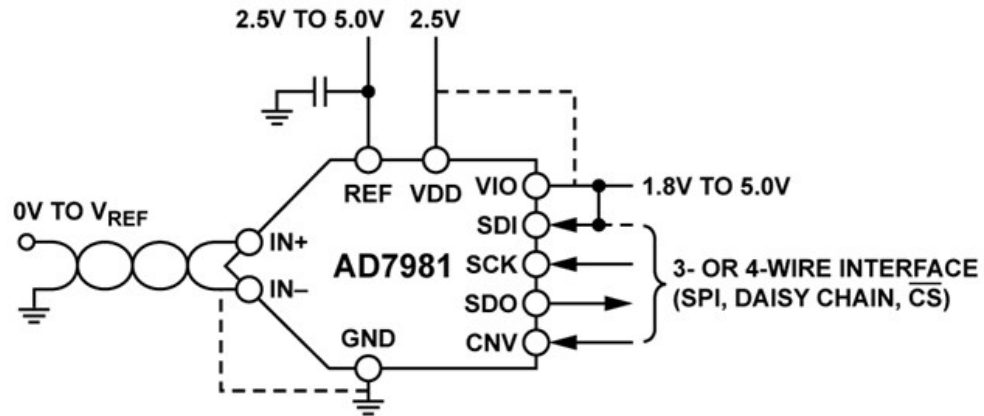 2.5V TO 5.0V 2.5V
REF VDD VIO 1.8V TO 5.0V
0V TO VREF SDI
IN+ AD7981 SCK 3- OR 4-WIRE INTERFACE
IN– SDO (SPI, DAISY CHAIN, C̅S̅)
GND CNV